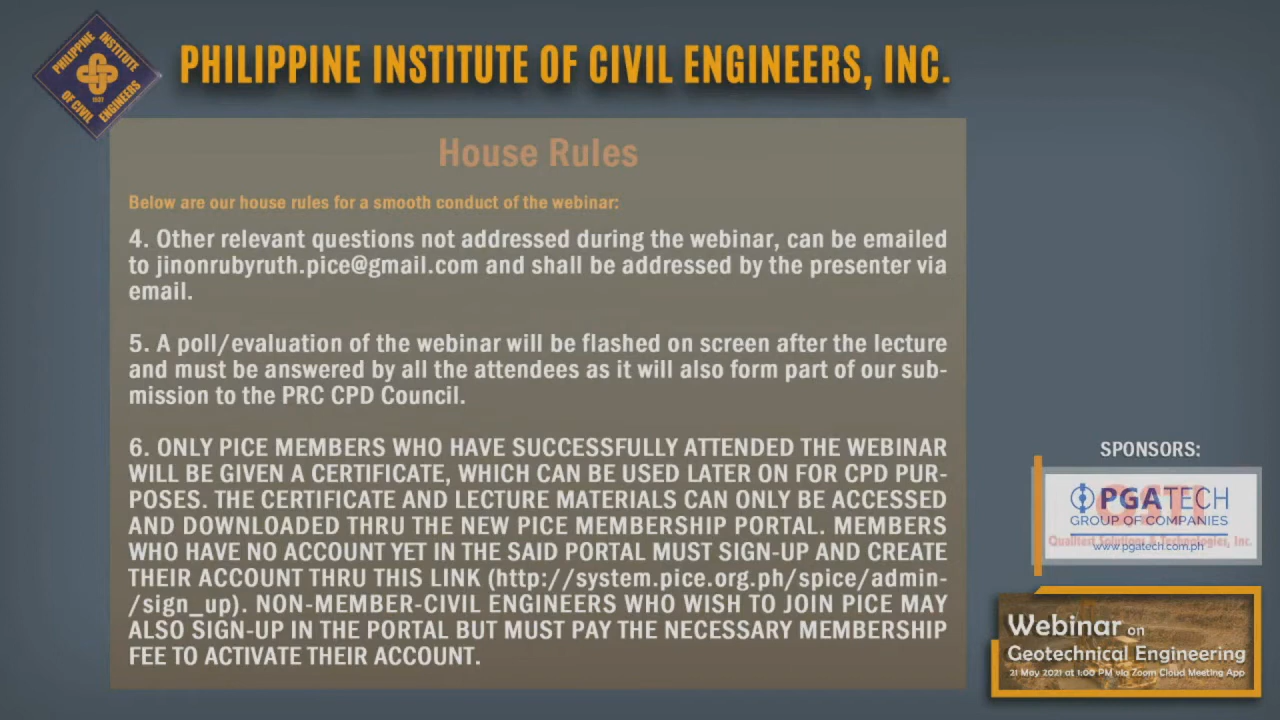 PHILIPPINE INSTITUTE
OF CIVIL ENGINEERS
1937
PHILIPPINE INSTITUTE OF CIVIL ENGINEERS, INC.
House Rules
Below are our house rules for a smooth conduct of the webinar:
4. Other relevant questions not addressed during the webinar, can be emailed
to jinonrubyruth.pice@gmail.com and shall be addressed by the presenter via
email.
5. A poll/evaluation of the webinar will be flashed on screen after the lecture
and must be answered by all the attendees as it will also form part of our sub-
mission to the PRC CPD Council.
6. ONLY PICE MEMBERS WHO HAVE SUCCESSFULLY ATTENDED THE WEBINAR
WILL BE GIVEN A CERTIFICATE, WHICH CAN BE USED LATER ON FOR CPD PUR-
POSES. THE CERTIFICATE AND LECTURE MATERIALS CAN ONLY BE ACCESSED
AND DOWNLOADED THRU THE NEW PICE MEMBERSHIP PORTAL. MEMBERS
WHO HAVE NO ACCOUNT YET IN THE SAID PORTAL MUST SIGN-UP AND CREATE
THEIR ACCOUNT THRU THIS LINK (http://system.pice.org.ph/spice/admin-
/sign_up). NON-MEMBER-CIVIL ENGINEERS WHO WISH TO JOIN PICE MAY
ALSO SIGN-UP IN THE PORTAL BUT MUST PAY THE NECESSARY MEMBERSHIP
FEE TO ACTIVATE THEIR ACCOUNT.
SPONSORS:
PGATECH
GROUP OF COMPANIES
Qualitest Solutions & Technologies, Inc.
www.pgatech.com.ph
Webinar on
Geotechnical Engineering
21 May 2021 at 1:00 PM via Zoom Cloud Meeting App